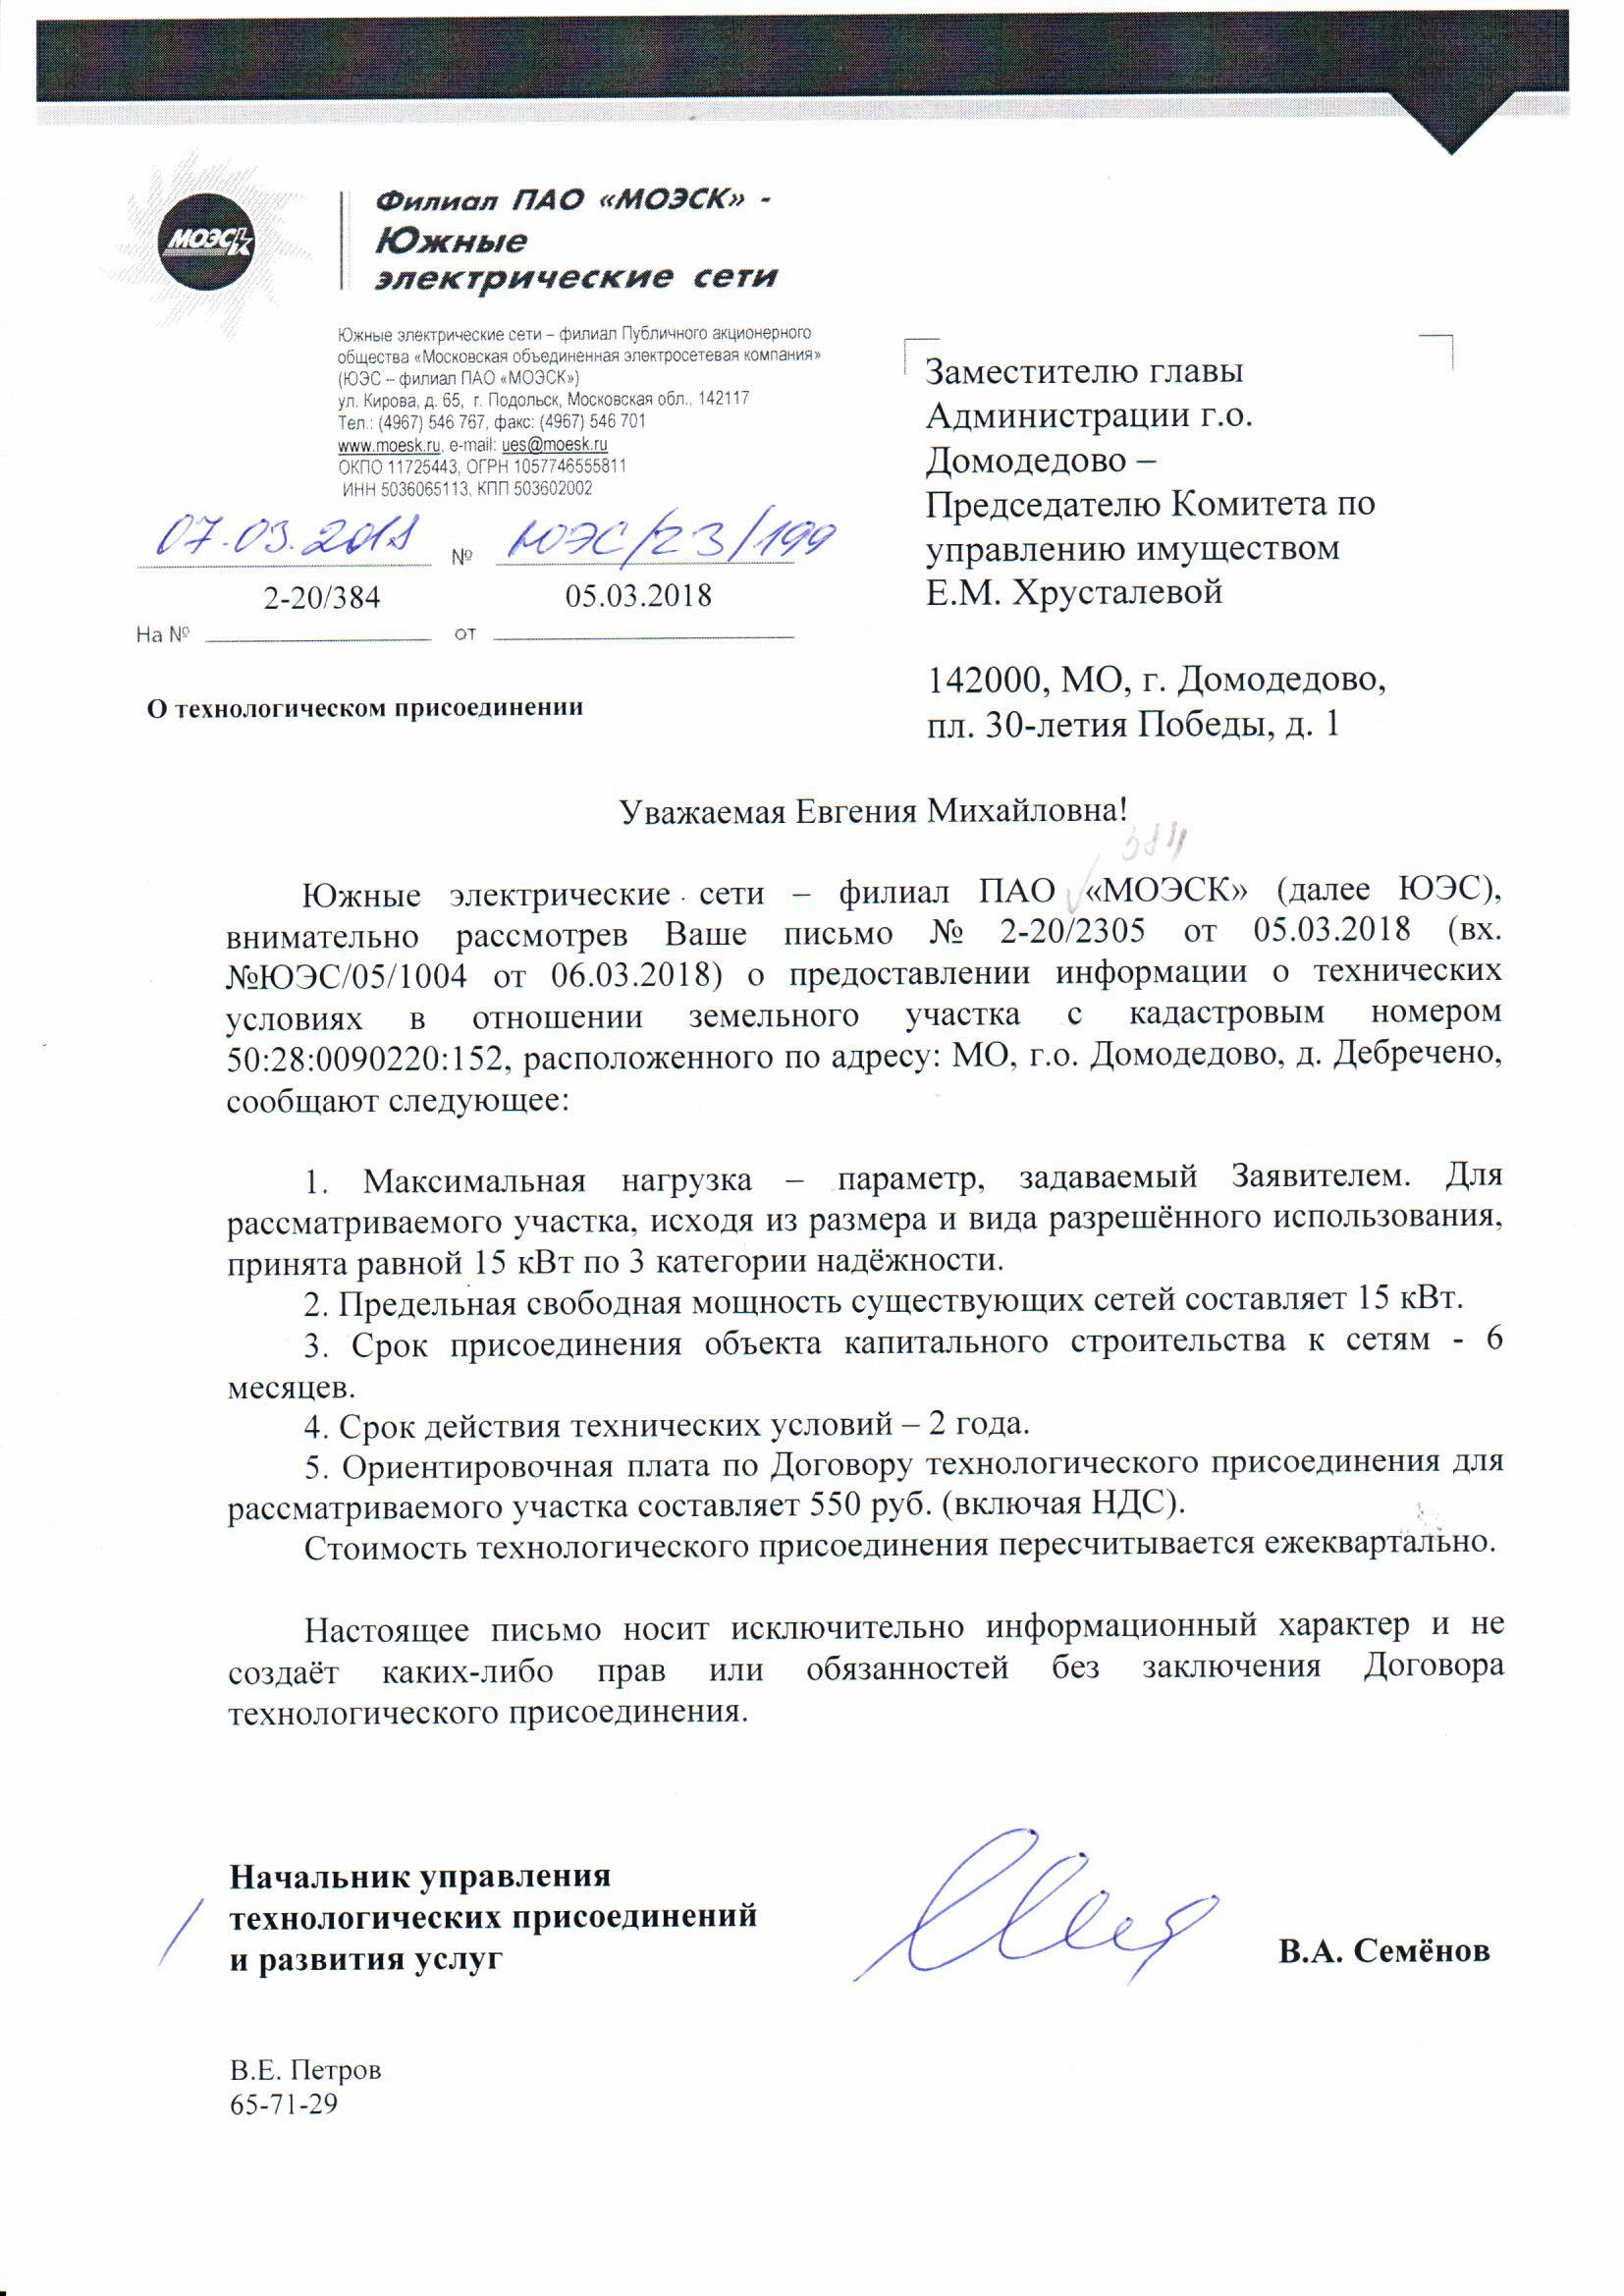 МОЭСК
Филиал ПАО «МОЭСК» -
Южные
электрические сети
Южные электрические сети – филиал Публичного акционерного
общества «Московская объединенная электросетевая компания»
(ЮЭС – филиал ПАО «МОЭСК»)
ул. Кирова, д. 65, г. Подольск, Московская обл., 142117
Тел.: (4967) 546 767, факс: (4967) 546 701
www.moesk.ru, e-mail: ues@moesk.ru
ОКПО 11725443, ОГРН 1057746555811
ИНН 5036065113, КПП 503602002
07.03.2018 № ЮЭС/23/199
2-20/384 05.03.2018
На № от
О технологическом присоединении
Заместителю главы
Администрации г.о.
Домодедово –
Председателю Комитета по
управлению имуществом
Е.М. Хрусталевой
142000, МО, г. Домодедово,
пл. 30-летия Победы, д. 1
Уважаемая Евгения Михайловна!
384
Южные электрические сети – филиал ПАО «МОЭСК» (далее ЮЭС),
внимательно рассмотрев Ваше письмо № 2-20/2305 от 05.03.2018 (вх.
№ЮЭС/05/1004 от 06.03.2018) о предоставлении информации о технических
условиях в отношении земельного участка с кадастровым номером
50:28:0090220:152, расположенного по адресу: МО, г.о. Домодедово, д. Дебречено,
сообщают следующее:
1. Максимальная нагрузка – параметр, задаваемый Заявителем. Для
рассматриваемого участка, исходя из размера и вида разрешённого использования,
принята равной 15 кВт по 3 категории надёжности.
2. Предельная свободная мощность существующих сетей составляет 15 кВт.
3. Срок присоединения объекта капитального строительства к сетям - 6
месяцев.
4. Срок действия технических условий – 2 года.
5. Ориентировочная плата по Договору технологического присоединения для
рассматриваемого участка составляет 550 руб. (включая НДС).
Стоимость технологического присоединения пересчитывается ежеквартально.
Настоящее письмо носит исключительно информационный характер и не
создаёт каких-либо прав или обязанностей без заключения Договора
технологического присоединения.
Начальник управления
технологических присоединений
и развития услуг
В.А. Семёнов
В.Е. Петров
65-71-29